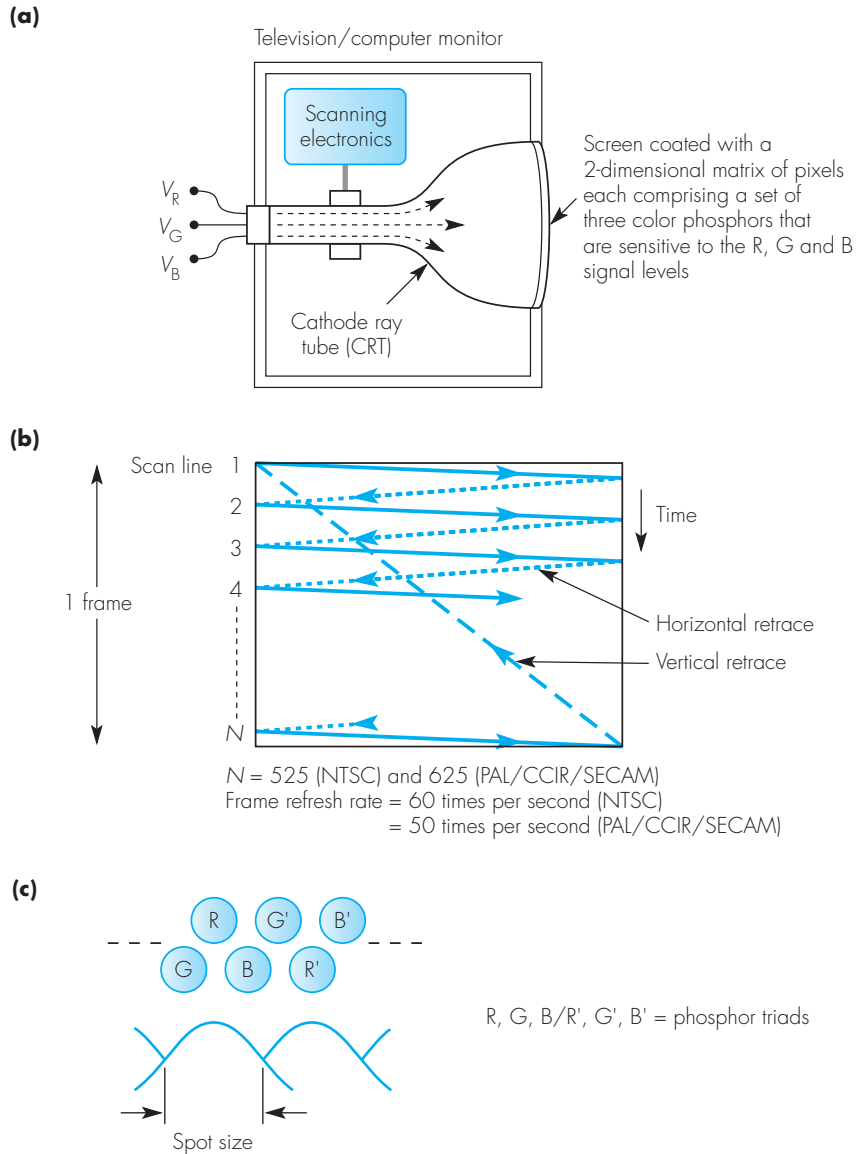 (a)
Television/computer monitor
Scanning
electronics
V_R
V_G
V_B
Cathode ray
tube (CRT)
Screen coated with a
2-dimensional matrix of pixels
each comprising a set of
three color phosphors that
are sensitive to the R, G and B
signal levels
(b)
1 frame
Scan line 1
2
3
4
N
Time
Horizontal retrace
Vertical retrace
N = 525 (NTSC) and 625 (PAL/CCIR/SECAM)
Frame refresh rate = 60 times per second (NTSC)
= 50 times per second (PAL/CCIR/SECAM)
(c)
R G' B'
G B R'
R, G, B/R', G', B' = phosphor triads
Spot size